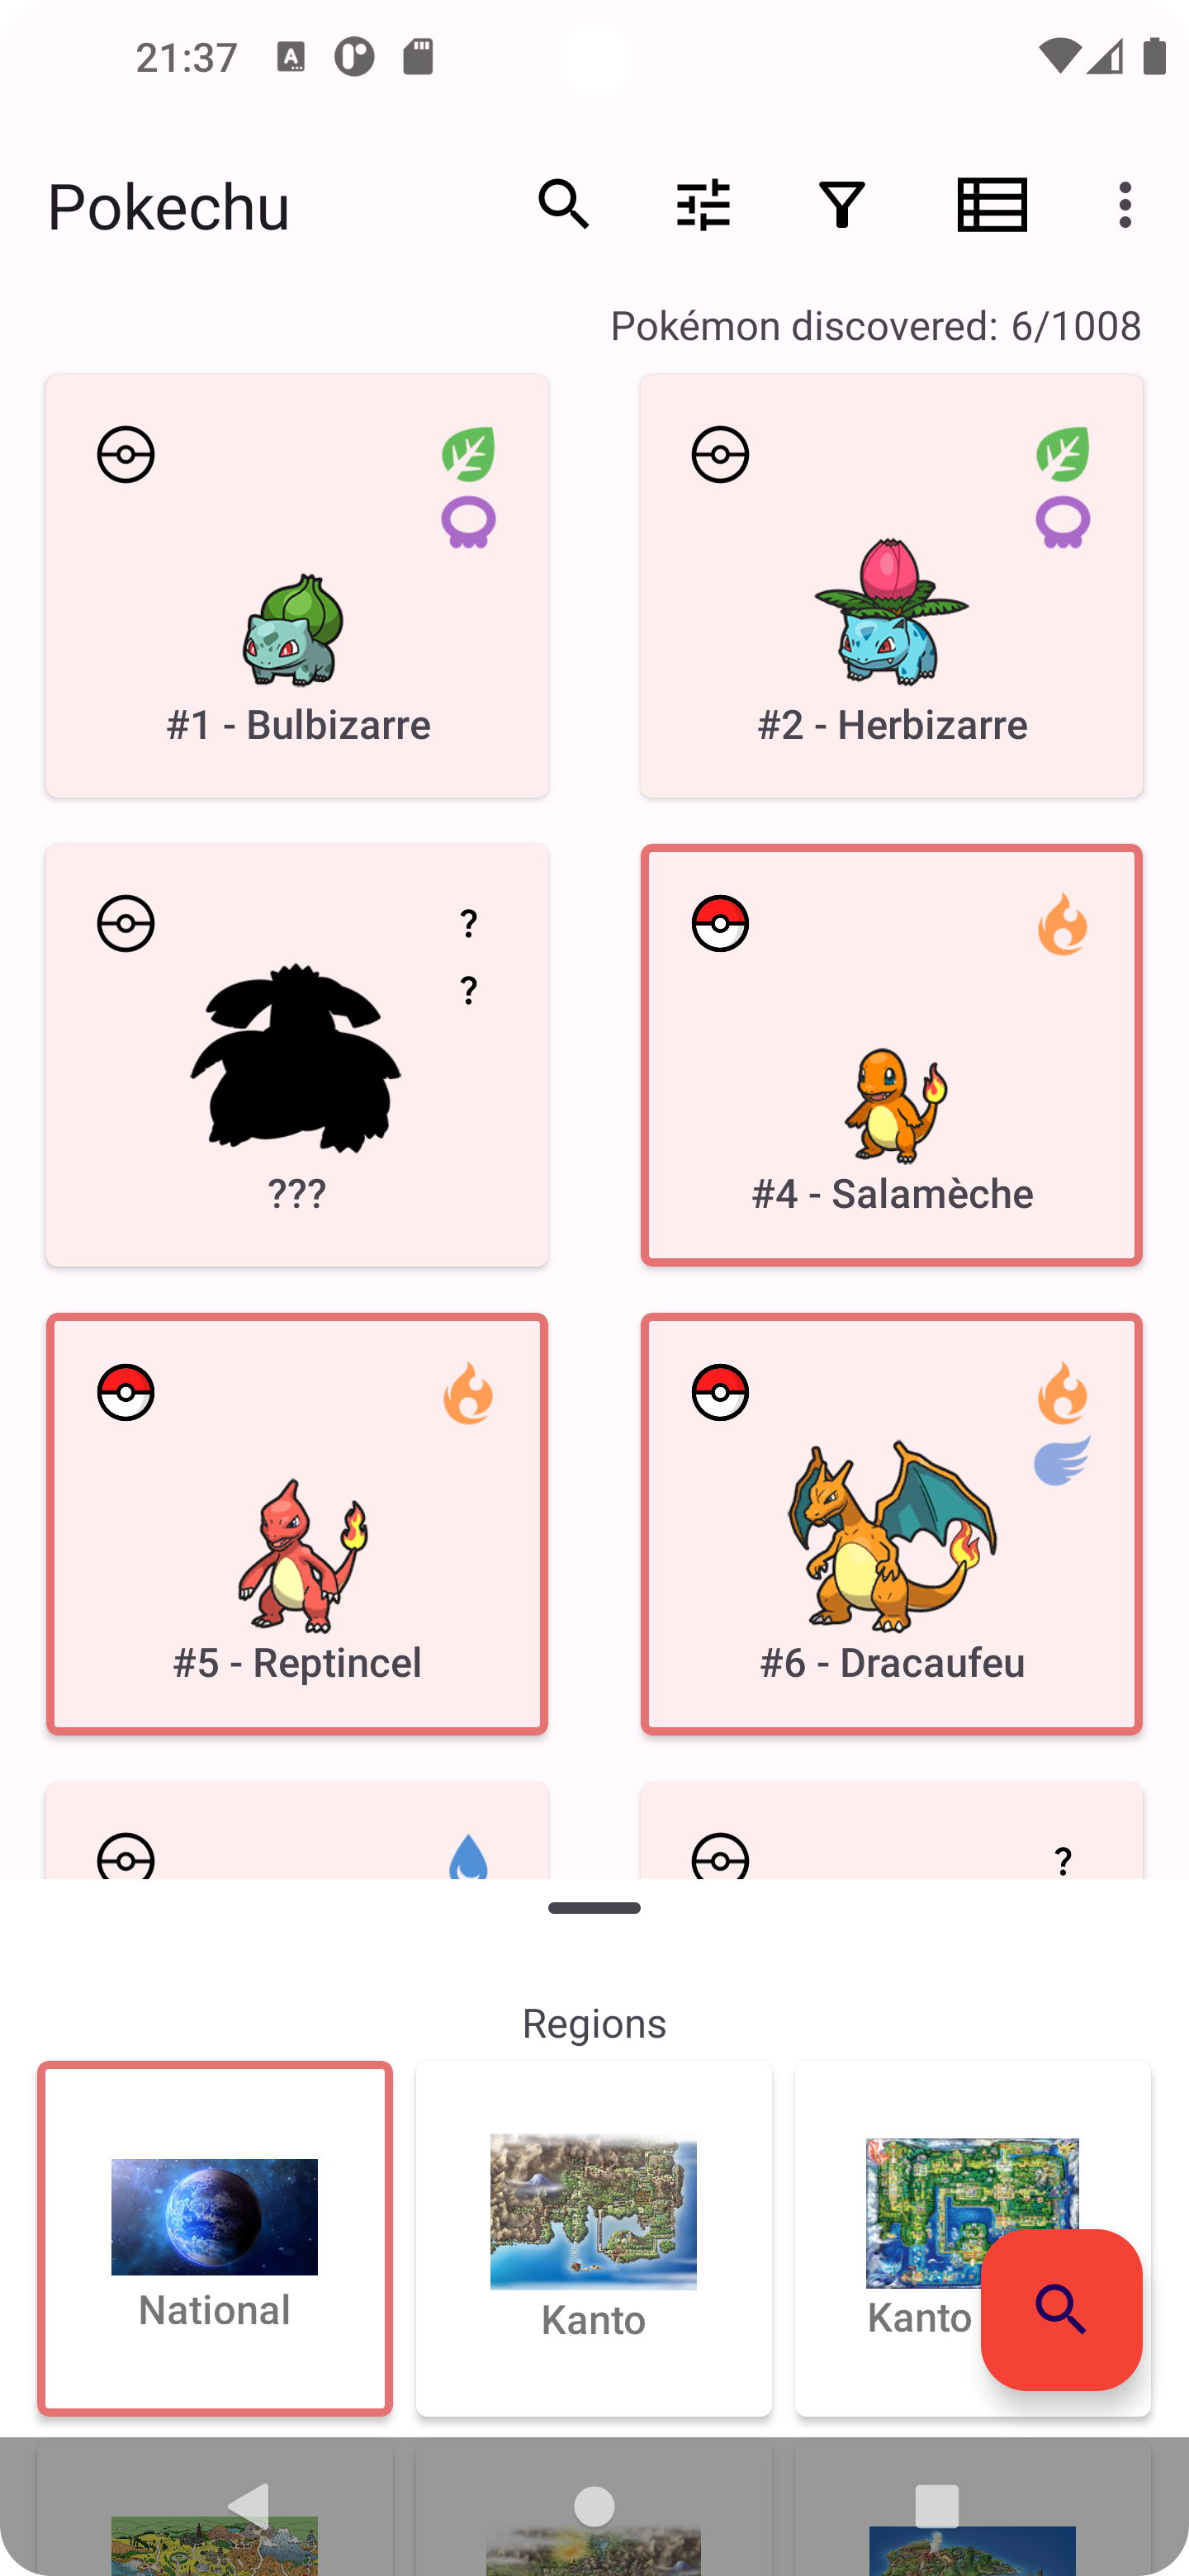 21:37
Pokechu
Pokémon discovered: 6/1008
#1 - Bulbizarre
#2 - Herbizarre
?
?
???
#4 - Salamèche
#5 - Reptincel
#6 - Dracaufeu
?
Regions
National
Kanto
Kanto